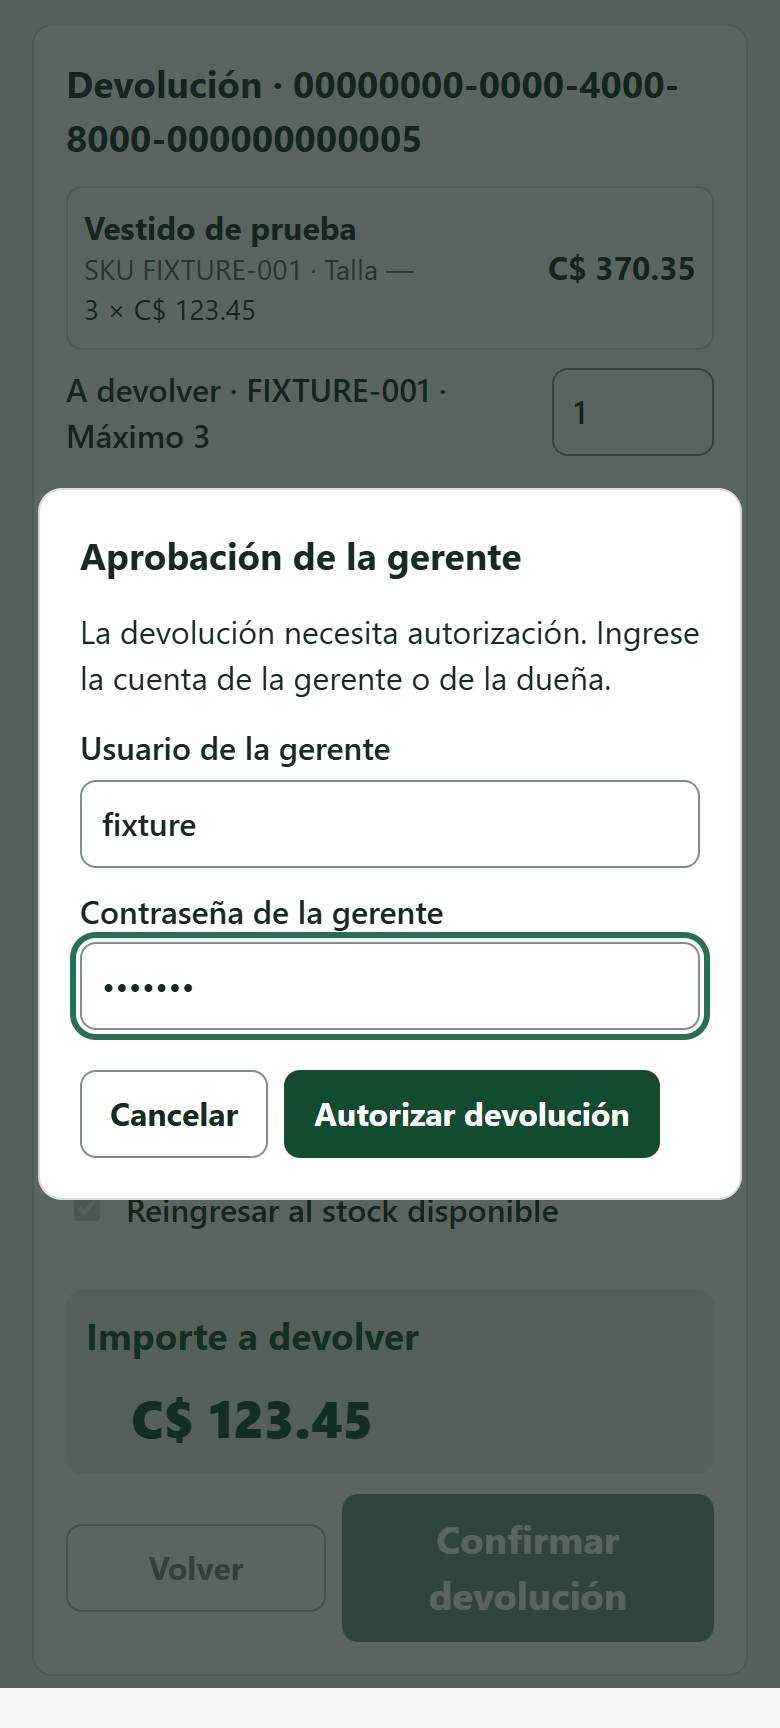 Devolución · 00000000-0000-4000-
8000-000000000005
Vestido de prueba
SKU FIXTURE-001 · Talla —
3 × C$ 123.45
C$ 370.35
A devolver · FIXTURE-001 ·
Máximo 3
1
Aprobación de la gerente
La devolución necesita autorización. Ingrese
la cuenta de la gerente o de la dueña.
Usuario de la gerente
fixture
Contraseña de la gerente
•••••••
Cancelar
Autorizar devolución
Reingresar al stock disponible
Importe a devolver
C$ 123.45
Volver
Confirmar
devolución